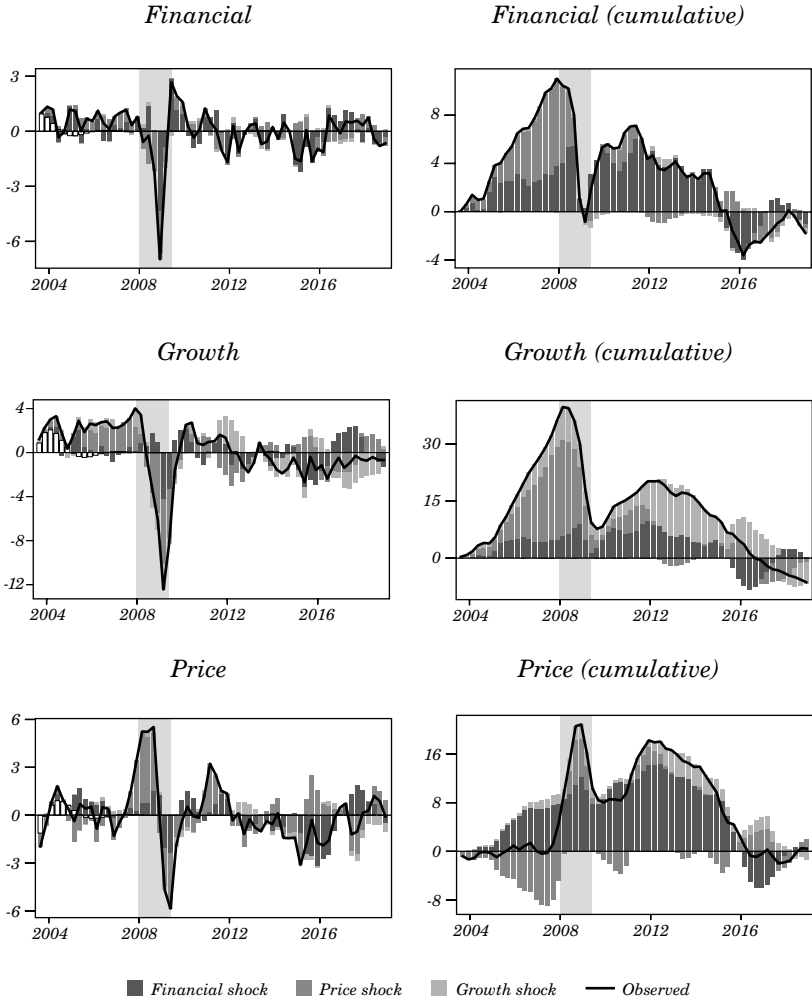 Financial
Financial (cumulative)
3
0
-3
-6
2004 2008 2012 2016
8
4
0
-4
2004 2008 2012 2016
Growth
Growth (cumulative)
4
0
-4
-8
-12
2004 2008 2012 2016
30
15
0
2004 2008 2012 2016
Price
Price (cumulative)
6
3
0
-3
-6
2004 2008 2012 2016
16
8
0
-8
2004 2008 2012 2016
Financial shock Price shock Growth shock Observed